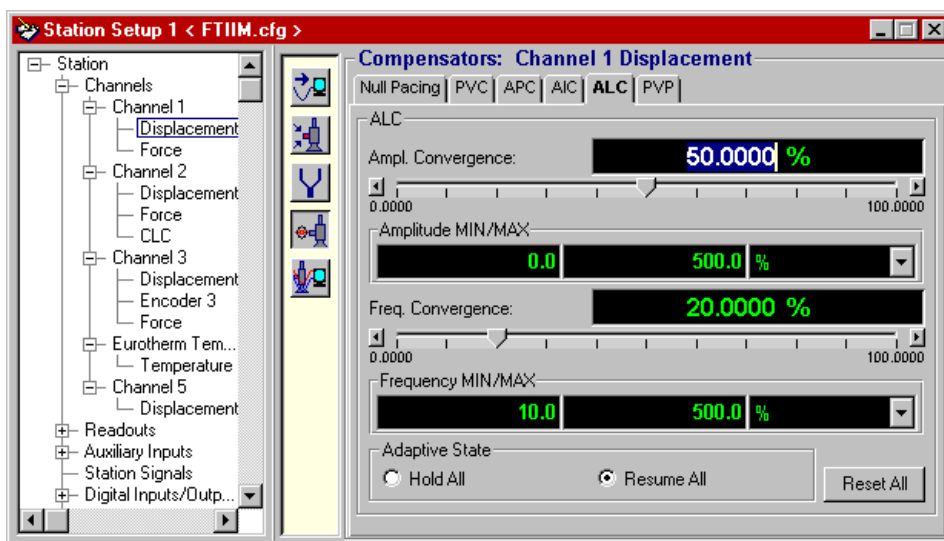 Station Setup 1 < FTIIM.cfg >
Station
Channels
Channel 1
Displacement
Force
Channel 2
Displacement
Force
CLC
Channel 3
Displacement
Encoder 3
Force
Eurotherm Tem...
Temperature
Channel 5
Displacement
Readouts
Auxiliary Inputs
Station Signals
Digital Inputs/Outp...
Compensators: Channel 1 Displacement
Null Pacing PVC APC AIC ALC PVP
ALC
Ampl. Convergence: 50.0000 %
0.0000 100.0000
Amplitude MIN/MAX
0.0 500.0 %
Freq. Convergence: 20.0000 %
0.0000 100.0000
Frequency MIN/MAX
10.0 500.0 %
Adaptive State
Hold All Resume All Reset All